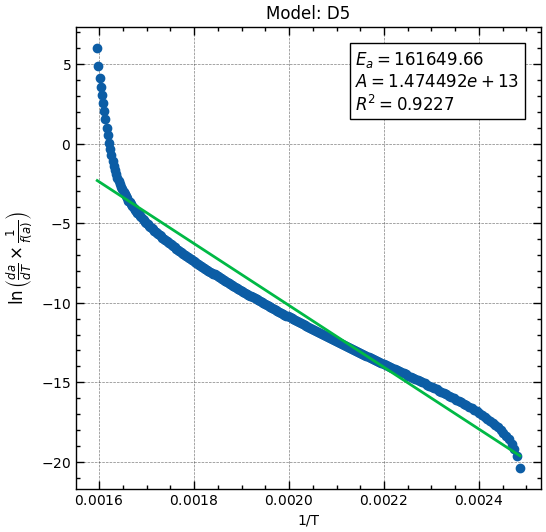 Model: D5
E_a = 161649.66
A = 1.474492e + 13
R^2 = 0.9227
5
0
−5
−10
−15
−20
ln (da/dT × 1/f(a))
0.0016 0.0018 0.0020 0.0022 0.0024
1/T